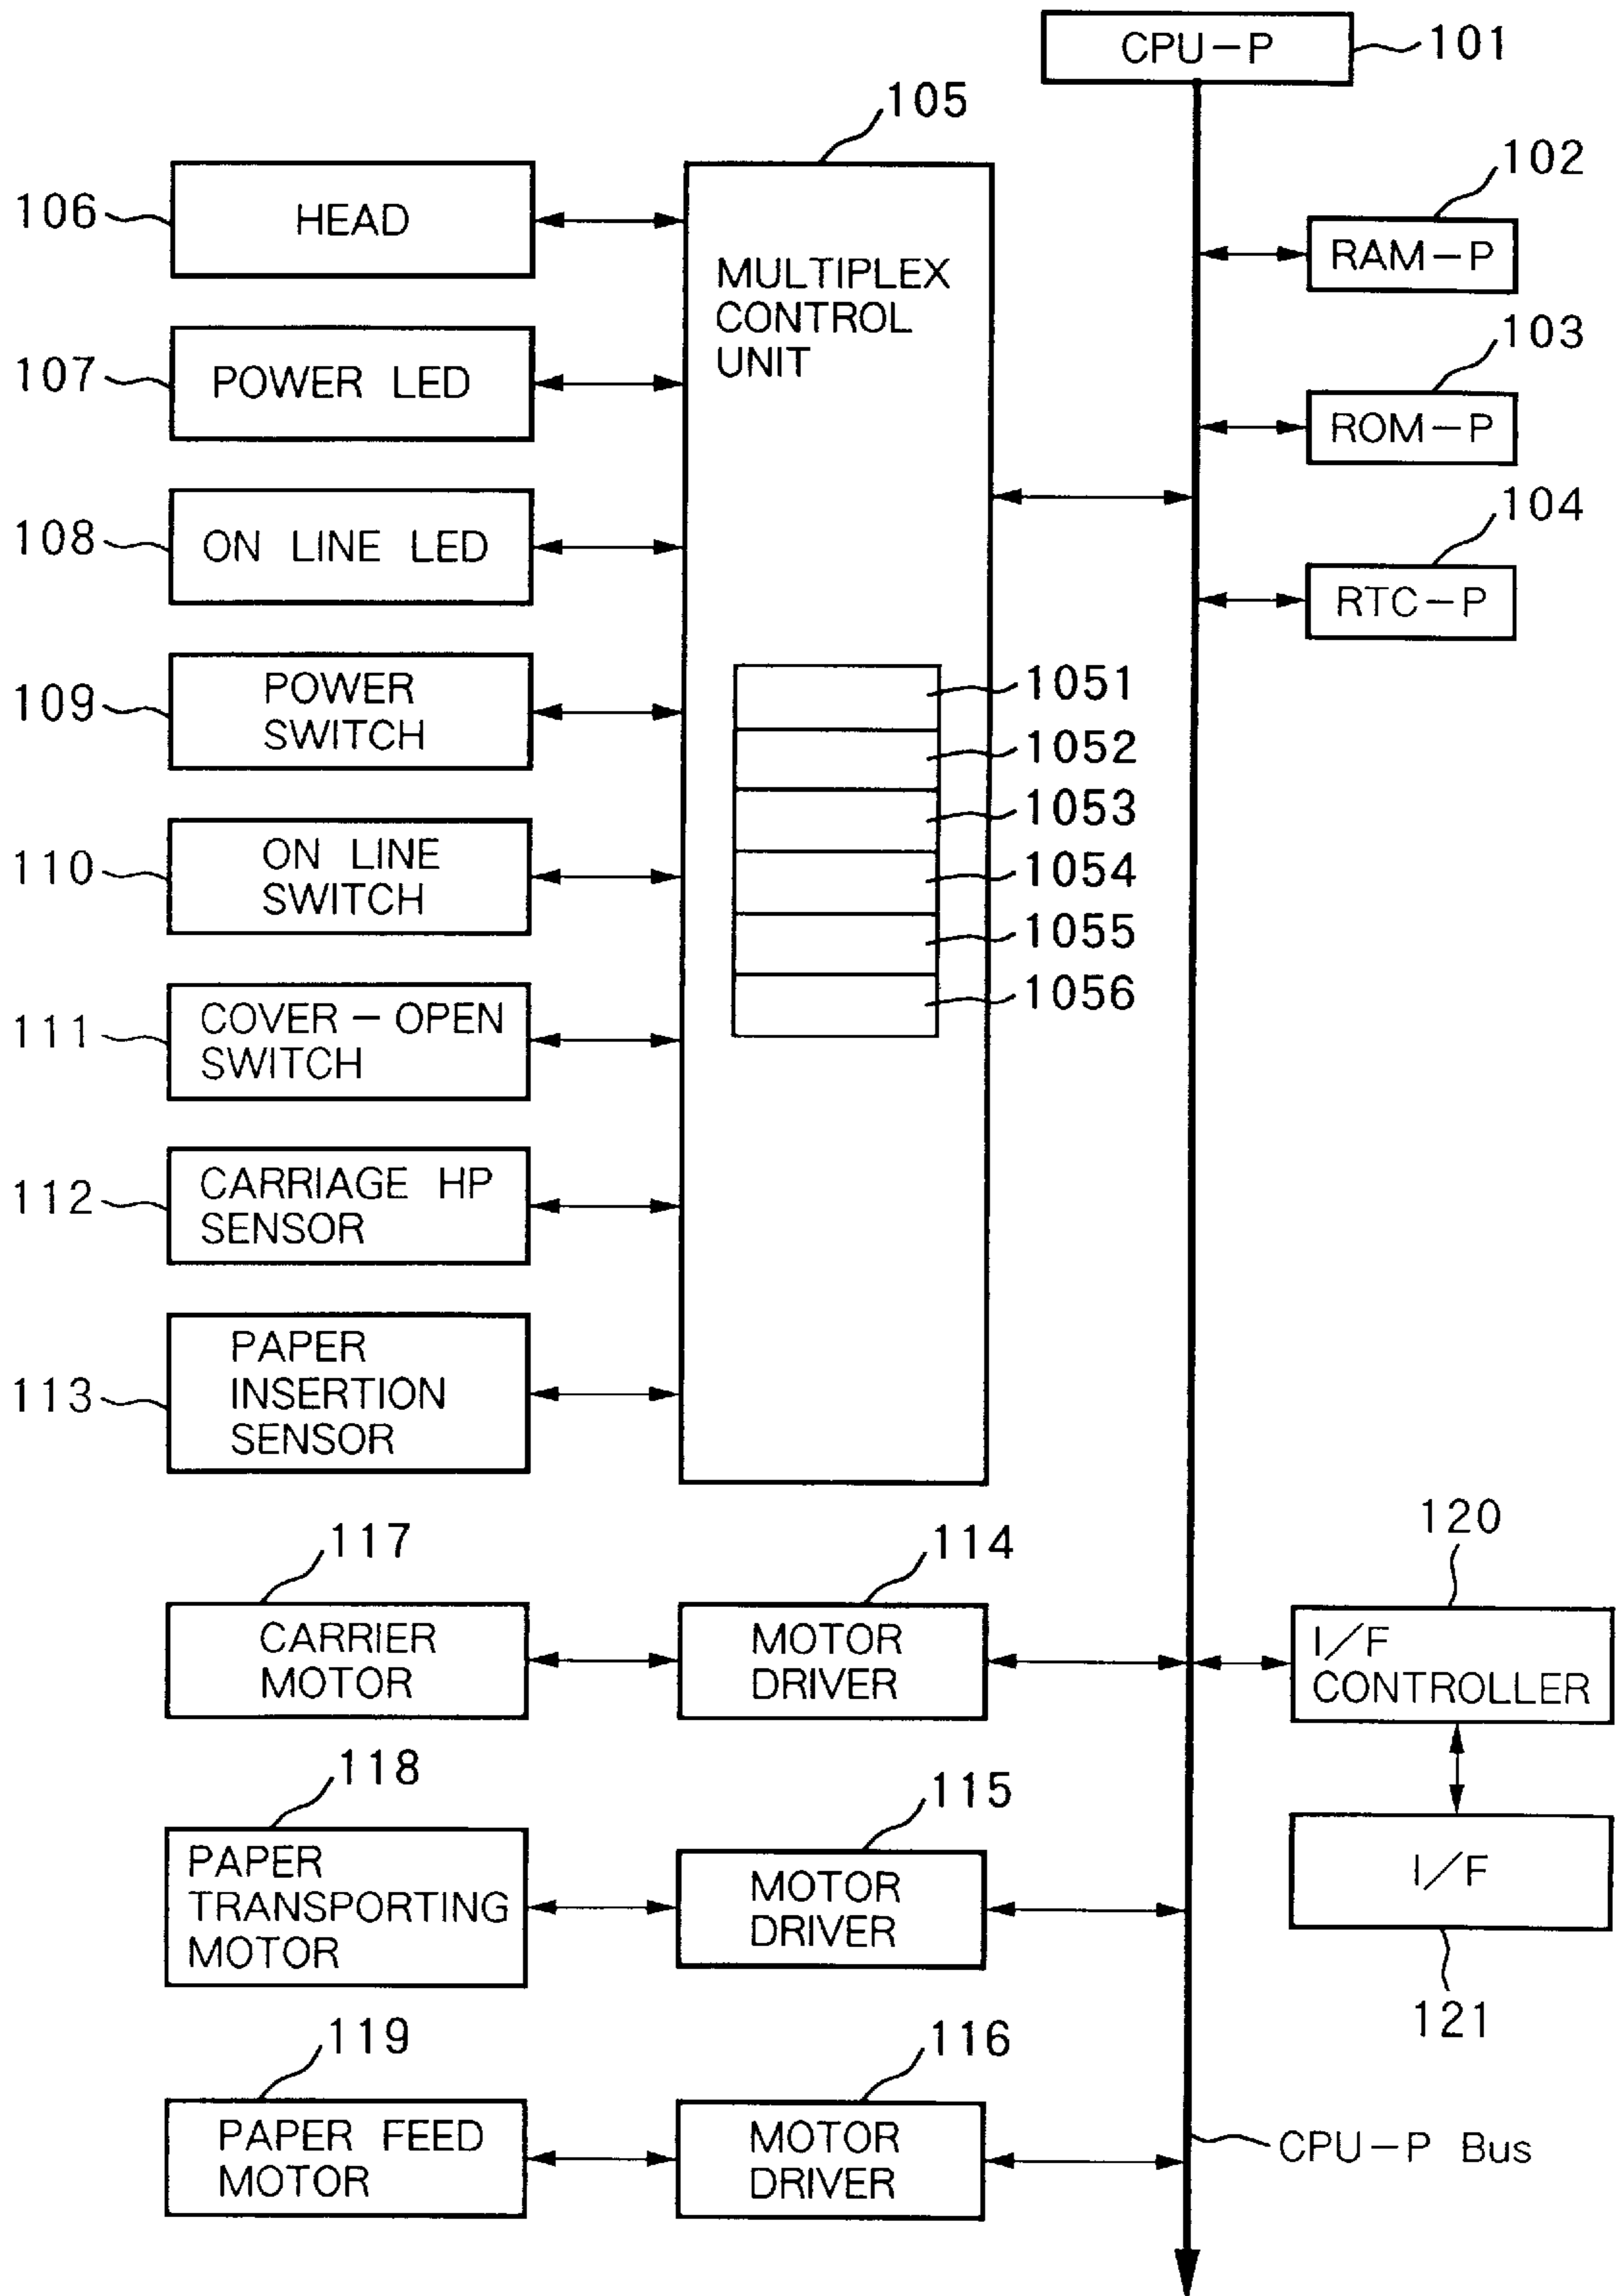 CPU-P
101
105
102
RAM-P
103
ROM-P
104
RTC-P
106
HEAD
107
POWER LED
108
ON LINE LED
109
POWER
SWITCH
110
ON LINE
SWITCH
111
COVER-OPEN
SWITCH
112
CARRIAGE HP
SENSOR
113
PAPER
INSERTION
SENSOR
MULTIPLEX
CONTROL
UNIT
1051
1052
1053
1054
1055
1056
117
CARRIER
MOTOR
114
MOTOR
DRIVER
120
I/F
CONTROLLER
118
PAPER
TRANSPORTING
MOTOR
115
MOTOR
DRIVER
I/F
121
119
PAPER FEED
MOTOR
116
MOTOR
DRIVER
CPU-P Bus